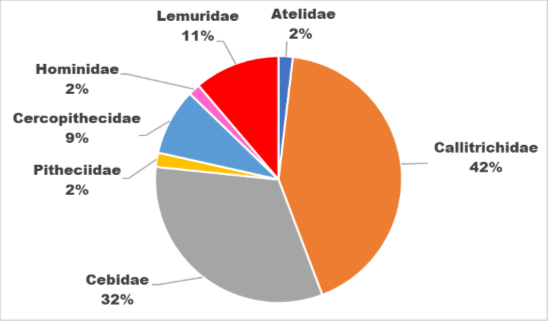 Atelidae
2%
Callitrichidae
42%
Cebidae
32%
Pitheciidae
2%
Cercopithecidae
9%
Hominidae
2%
Lemuridae
11%